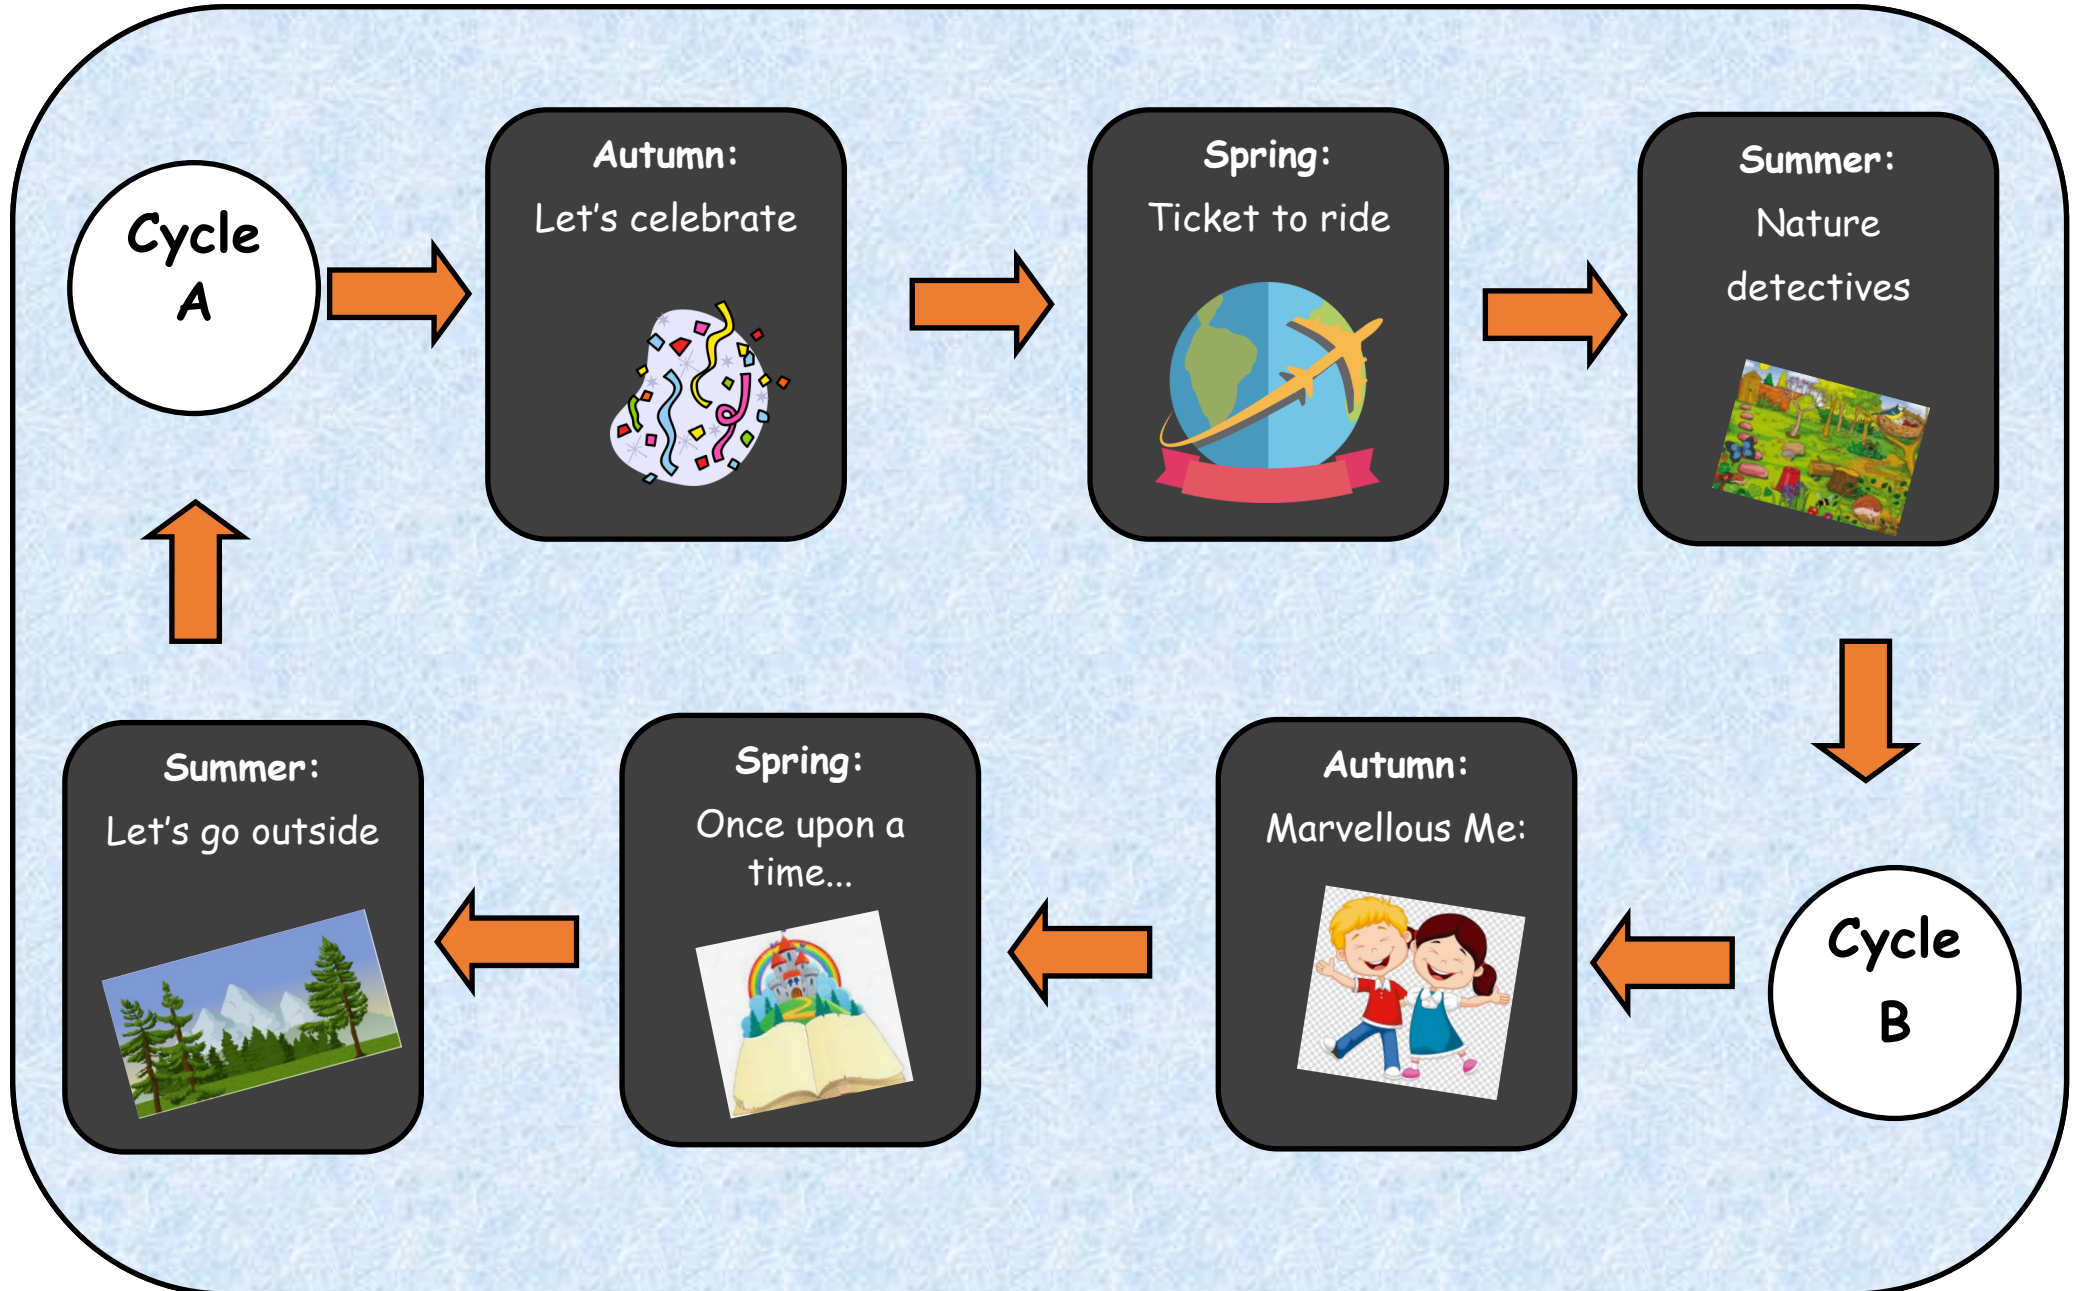 Cycle
A
Autumn:
Let's celebrate
Spring:
Ticket to ride
Summer:
Nature
detectives
Cycle
B
Autumn:
Marvellous Me:
Spring:
Once upon a
time...
Summer:
Let's go outside